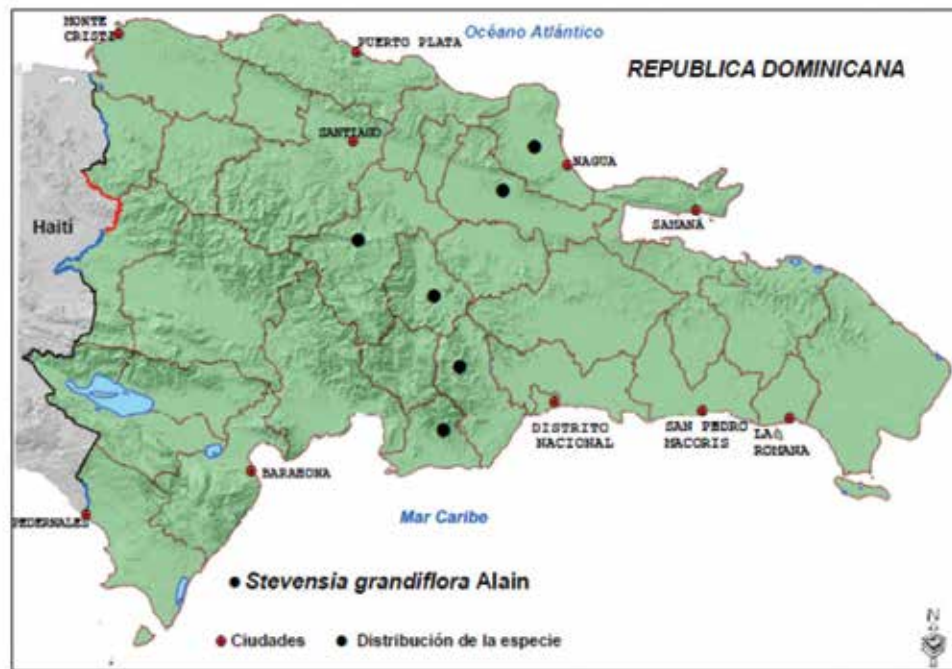 MONTE
CRISTI
PUERTO PLATA
Océano Atlántico
REPUBLICA DOMINICANA
SANTIAGO
NAGUA
SAMANÁ
Haití
DISTRITO
NACIONAL
SAN PEDRO
MACORIS
LA
ROMANA
BARAHONA
PEDERNALES
Mar Caribe
Stevensia grandiflora Alain
Ciudades
Distribución de la especie